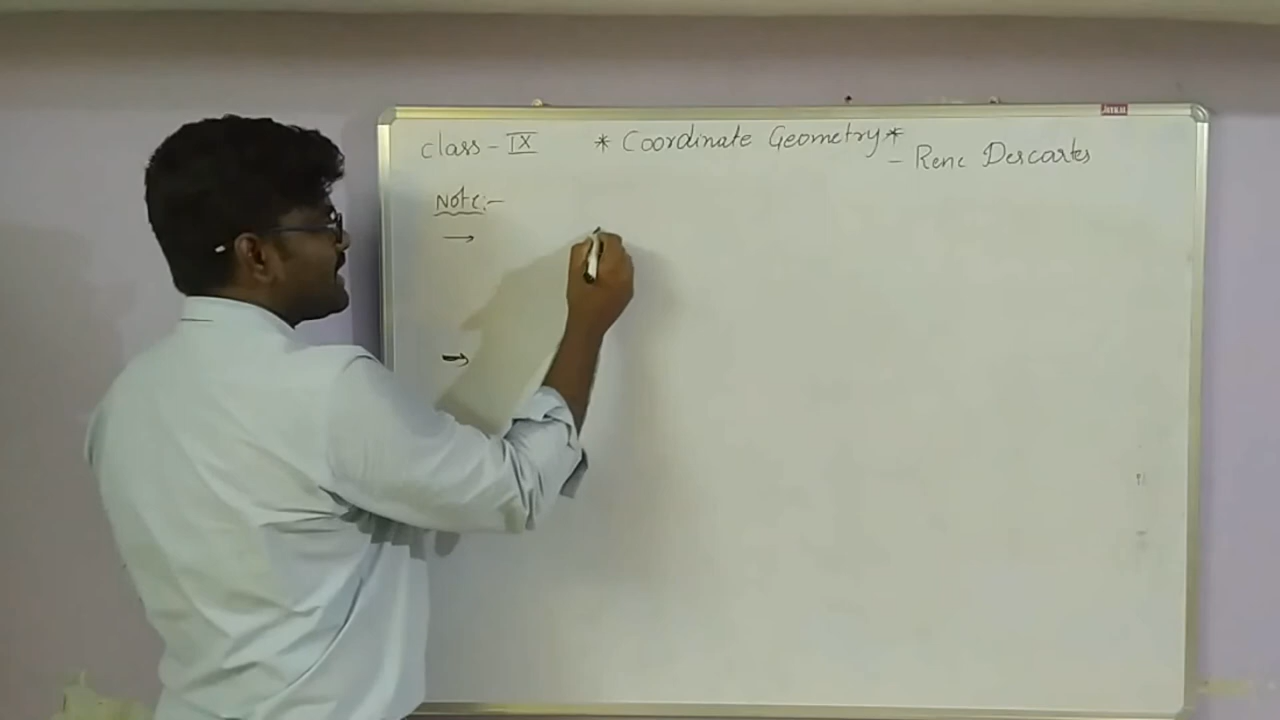 class - IX * Coordinate Geometry *
- Rene Descartes
Note:-
→
→